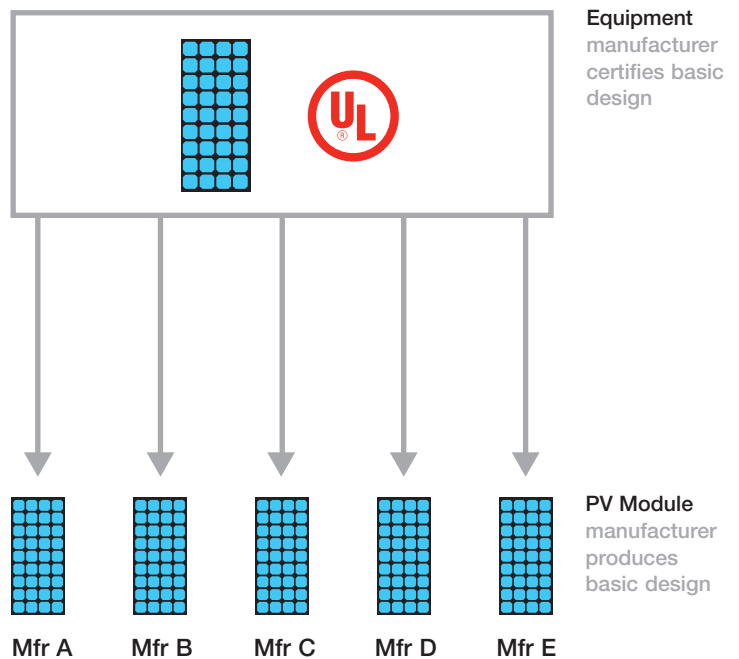 Equipment
manufacturer
certifies basic
design
UL
®
PV Module
manufacturer
produces
basic design
Mfr A
Mfr B
Mfr C
Mfr D
Mfr E